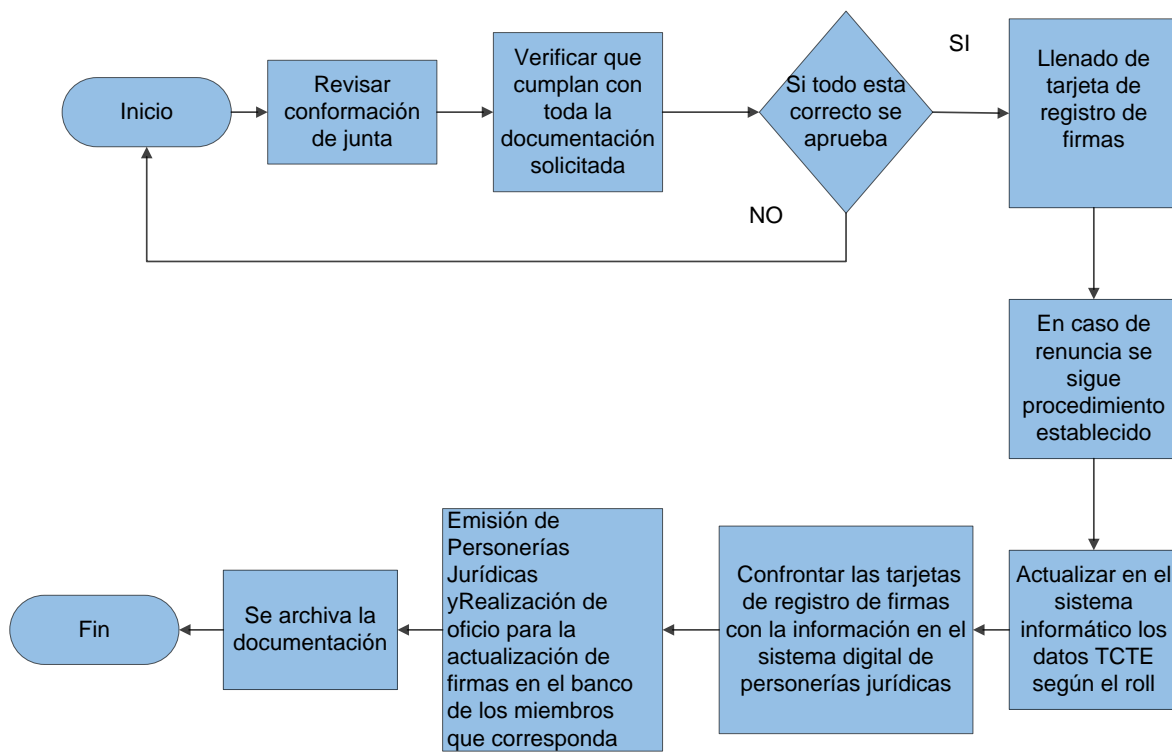 Inicio
Revisar
conformación
de junta
Verificar que
cumplan con
toda la
documentación
solicitada
Si todo esta
correcto se
aprueba
SI
NO
Llenado de
tarjeta de
registro de
firmas
En caso de
renuncia se
sigue
procedimiento
establecido
Actualizar en el
sistema
informático los
datos TCTE
según el roll
Confrontar las tarjetas
de registro de firmas
con la información en el
sistema digital de
personerías jurídicas
Emisión de
Personerías
Jurídicas
yRealización de
oficio para la
actualización de
firmas en el banco
de los miembros
que corresponda
Se archiva la
documentación
Fin